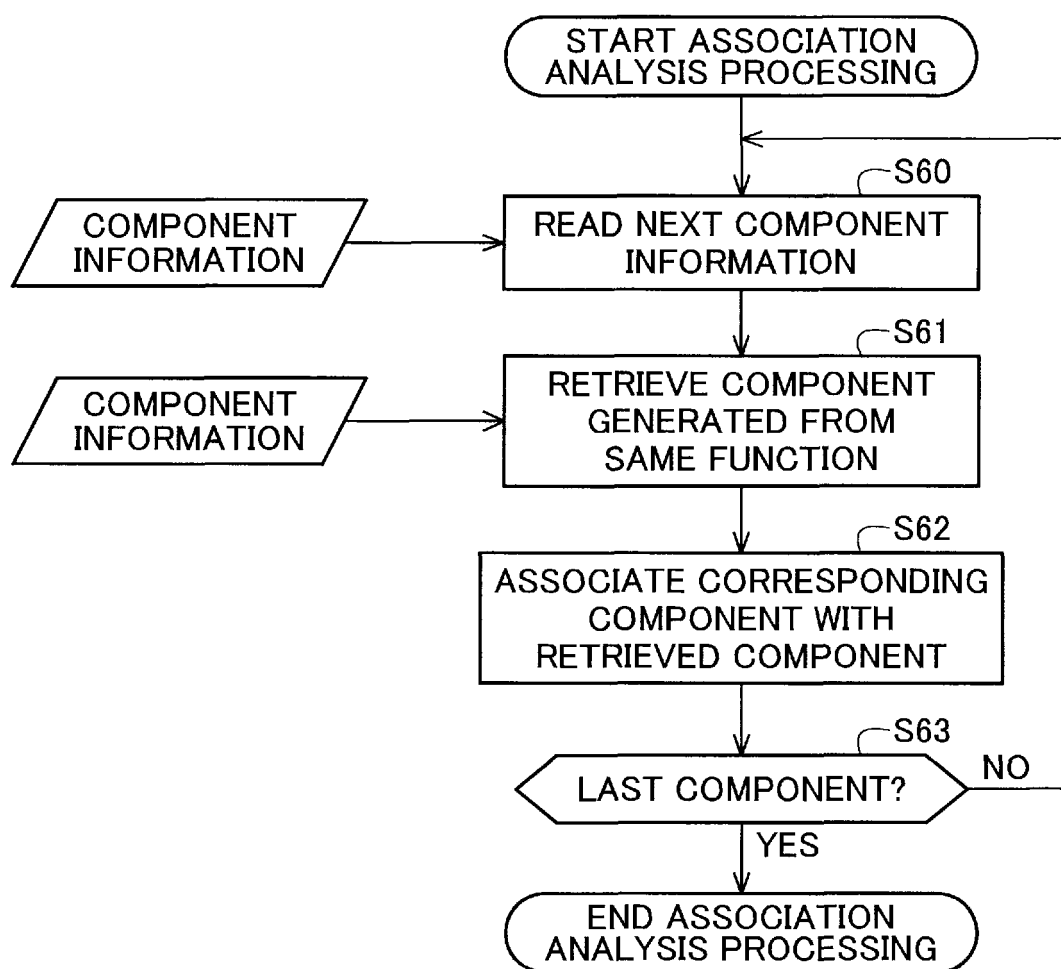 START ASSOCIATION
ANALYSIS PROCESSING
S60
COMPONENT
INFORMATION
READ NEXT COMPONENT
INFORMATION
S61
COMPONENT
INFORMATION
RETRIEVE COMPONENT
GENERATED FROM
SAME FUNCTION
S62
ASSOCIATE CORRESPONDING
COMPONENT WITH
RETRIEVED COMPONENT
S63
LAST COMPONENT?
NO
YES
END ASSOCIATION
ANALYSIS PROCESSING